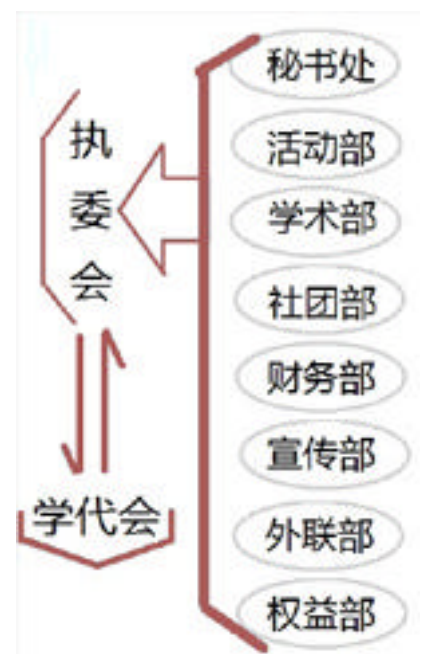 执
委
会
学代会
秘书处
活动部
学术部
社团部
财务部
宣传部
外联部
权益部